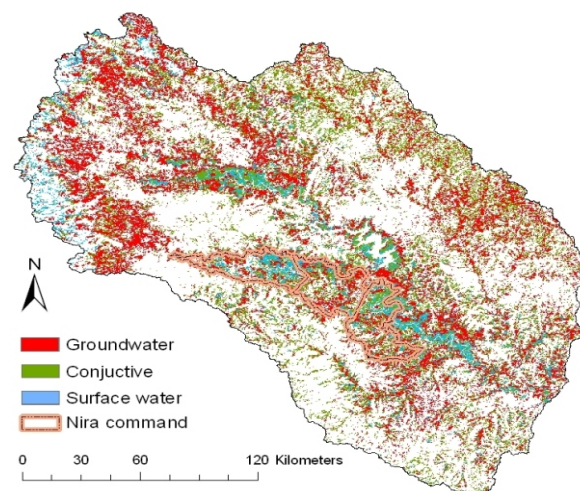 N
Groundwater
Conjuctive
Surface water
Nira command
0 30 60 120 Kilometers